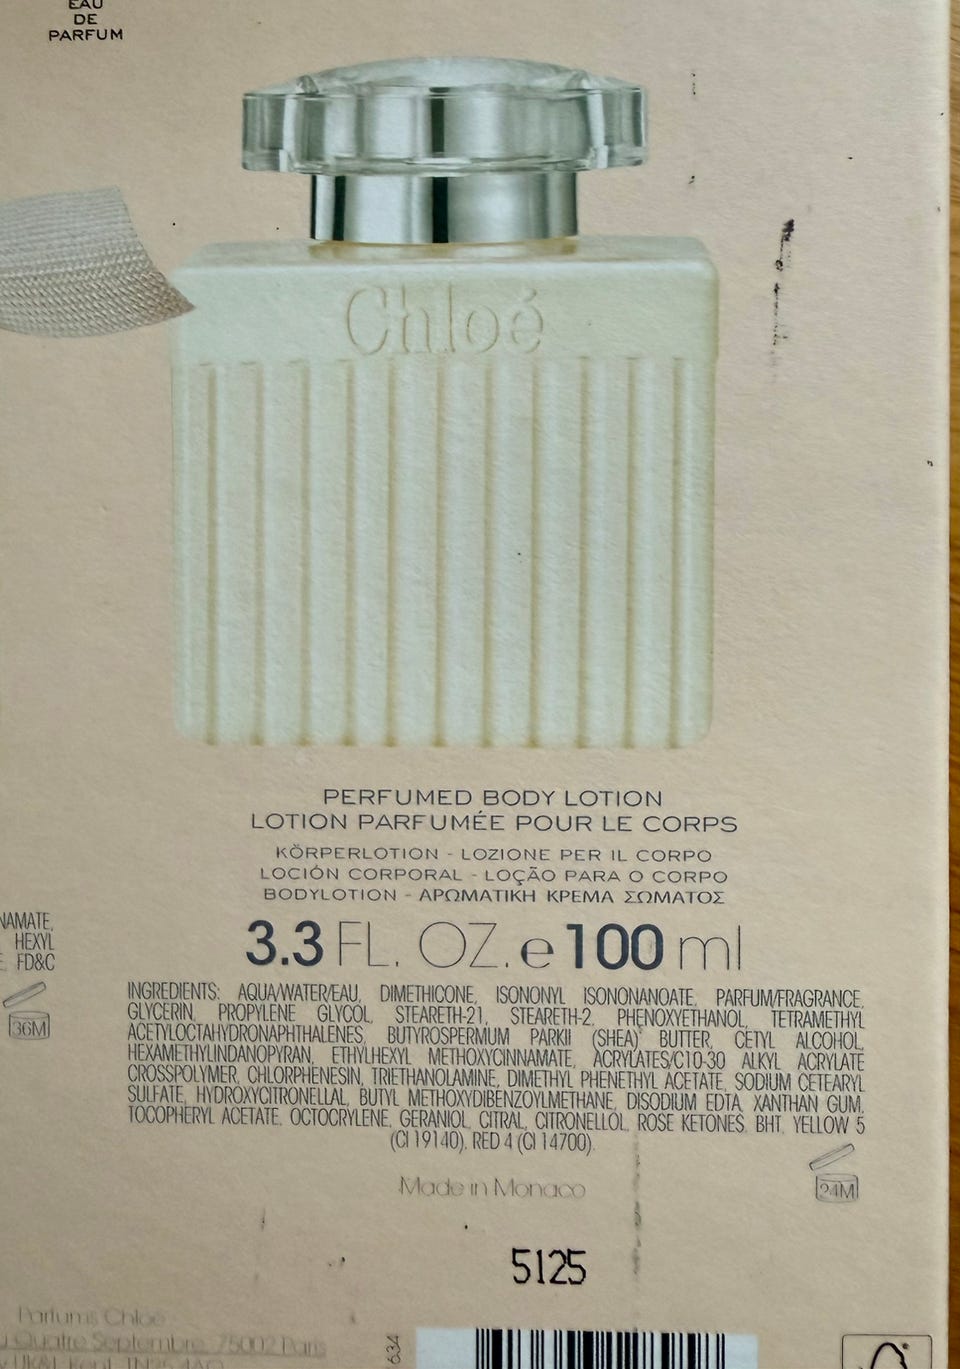 EAU
DE
PARFUM
Chloé
PERFUMED BODY LOTION
LOTION PARFUMÉE POUR LE CORPS
KÖRPERLOTION - LOZIONE PER IL CORPO
LOCIÓN CORPORAL - LOÇÃO PARA O CORPO
BODYLOTION - ΑΡΩΜΑΤΙΚΗ ΚΡΕΜΑ ΣΩΜΑΤΟΣ
3.3 FL. OZ. e 100 ml
NAMATE,
HEXYL
E, FD&C
36M
INGREDIENTS: AQUA/WATER/EAU, DIMETHICONE, ISONONYL ISONONANOATE, PARFUM/FRAGRANCE,
GLYCERIN, PROPYLENE GLYCOL, STEARETH-21, STEARETH-2, PHENOXYETHANOL, TETRAMETHYL
ACETYLOCTAHYDRONAPHTHALENES, BUTYROSPERMUM PARKII (SHEA) BUTTER, CETYL ALCOHOL,
HEXAMETHYLINDANOPYRAN, ETHYLHEXYL METHOXYCINNAMATE, ACRYLATES/C10-30 ALKYL ACRYLATE
CROSSPOLYMER, CHLORPHENESIN, TRIETHANOLAMINE, DIMETHYL PHENETHYL ACETATE, SODIUM CETEARYL
SULFATE, HYDROXYCITRONELLAL, BUTYL METHOXYDIBENZOYLMETHANE, DISODIUM EDTA, XANTHAN GUM,
TOCOPHERYL ACETATE, OCTOCRYLENE, GERANIOL, CITRAL, CITRONELLOL, ROSE KETONES, BHT, YELLOW 5
(CI 19140), RED 4 (CI 14700).
24M
Made in Monaco
5125
Parfums Chloé
Quatre Septembre, 75002 Paris
UK&I, Kent, TN25 4AQ
634